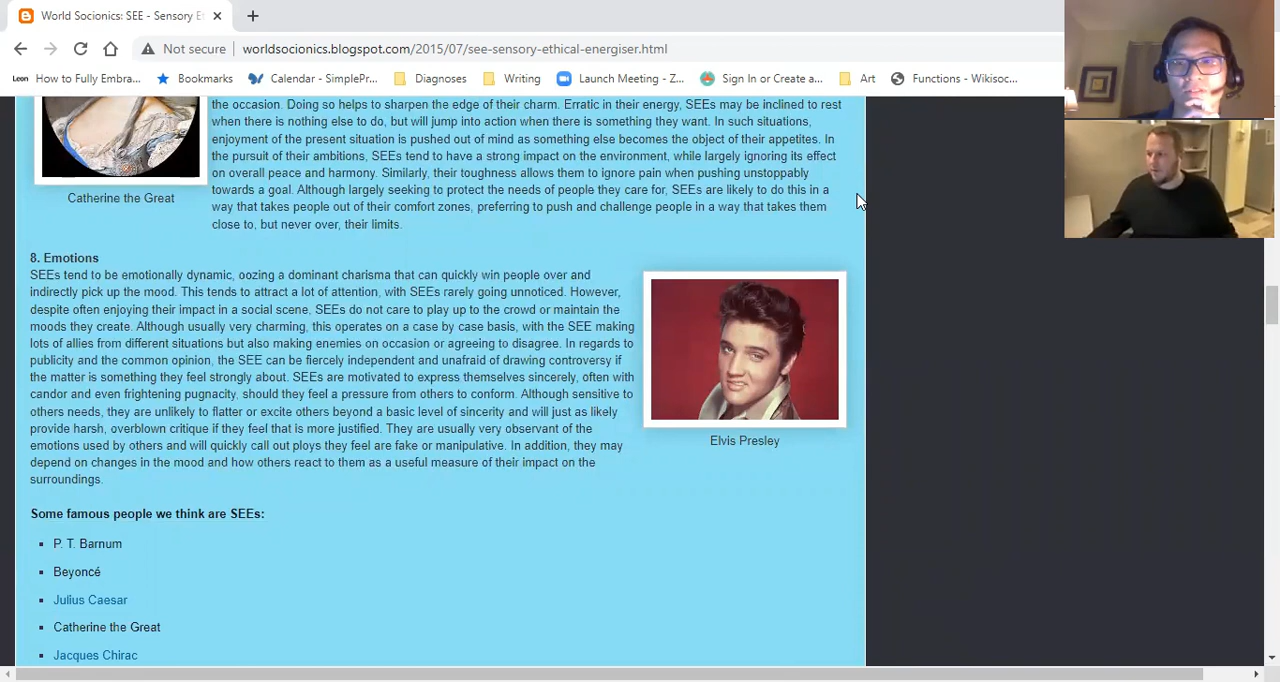 World Socionics: SEE - Sensory E
Not secure
worldsocionics.blogspot.com/2015/07/see-sensory-ethical-energiser.html
Leon How to Fully Embra...
Bookmarks
Calendar - SimplePr...
Diagnoses
Writing
Launch Meeting - Z...
Sign In or Create a...
Art
Functions - Wikisoc...
the occasion. Doing so helps to sharpen the edge of their charm. Erratic in their energy, SEEs may be inclined to rest
when there is nothing else to do, but will jump into action when there is something they want. In such situations,
enjoyment of the present situation is pushed out of mind as something else becomes the object of their appetites. In
the pursuit of their ambitions, SEEs tend to have a strong impact on the environment, while largely ignoring its effect
on overall peace and harmony. Similarly, their toughness allows them to ignore pain when pushing unstoppably
towards a goal. Although largely seeking to protect the needs of people they care for, SEEs are likely to do this in a
way that takes people out of their comfort zones, preferring to push and challenge people in a way that takes them
close to, but never over, their limits.
Catherine the Great
8. Emotions
SEEs tend to be emotionally dynamic, oozing a dominant charisma that can quickly win people over and
indirectly pick up the mood. This tends to attract a lot of attention, with SEEs rarely going unnoticed. However,
despite often enjoying their impact in a social scene, SEEs do not care to play up to the crowd or maintain the
moods they create. Although usually very charming, this operates on a case by case basis, with the SEE making
lots of allies from different situations but also making enemies on occasion or agreeing to disagree. In regards to
publicity and the common opinion, the SEE can be fiercely independent and unafraid of drawing controversy if
the matter is something they feel strongly about. SEEs are motivated to express themselves sincerely, often with
candor and even frightening pugnacity, should they feel a pressure from others to conform. Although sensitive to
others needs, they are unlikely to flatter or excite others beyond a basic level of sincerity and will just as likely
provide harsh, overblown critique if they feel that is more justified. They are usually very observant of the
emotions used by others and will quickly call out ploys they feel are fake or manipulative. In addition, they may
depend on changes in the mood and how others react to them as a useful measure of their impact on the
surroundings.
Elvis Presley
Some famous people we think are SEEs:
P. T. Barnum
Beyoncé
Julius Caesar
Catherine the Great
Jacques Chirac